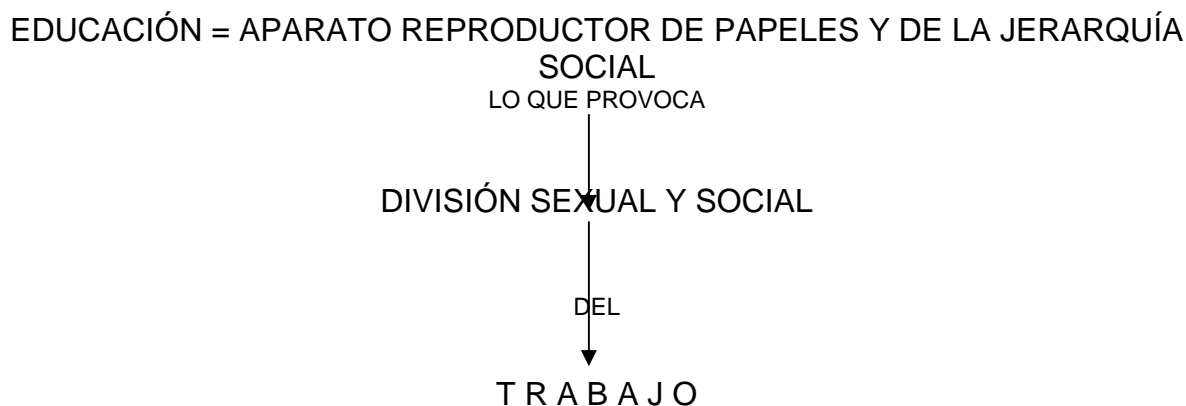 EDUCACIÓN = APARATO REPRODUCTOR DE PAPELES Y DE LA JERARQUÍA
SOCIAL
LO QUE PROVOCA
DIVISIÓN SEXUAL Y SOCIAL
DEL
T R A B A J O